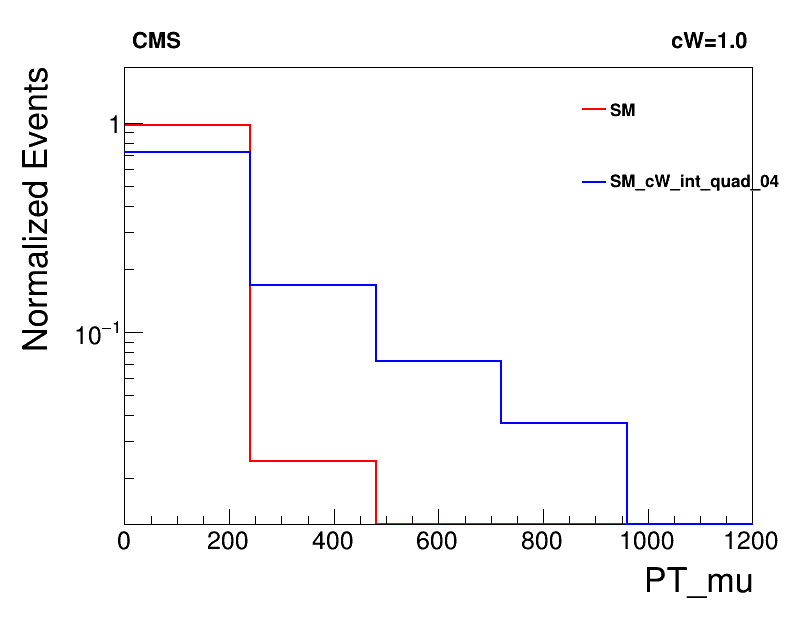 CMS
cW=1.0
Normalized Events
1
10−1
SM
SM_cW_int_quad_04
0 200 400 600 800 1000 1200
PT_mu